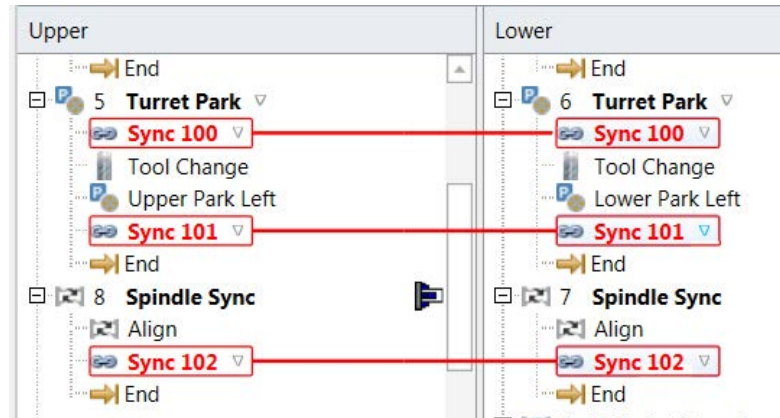 Upper
End
5 Turret Park
Sync 100
Tool Change
Upper Park Left
Sync 101
End
8 Spindle Sync
Align
Sync 102
End
Lower
End
6 Turret Park
Sync 100
Tool Change
Lower Park Left
Sync 101
End
7 Spindle Sync
Align
Sync 102
End